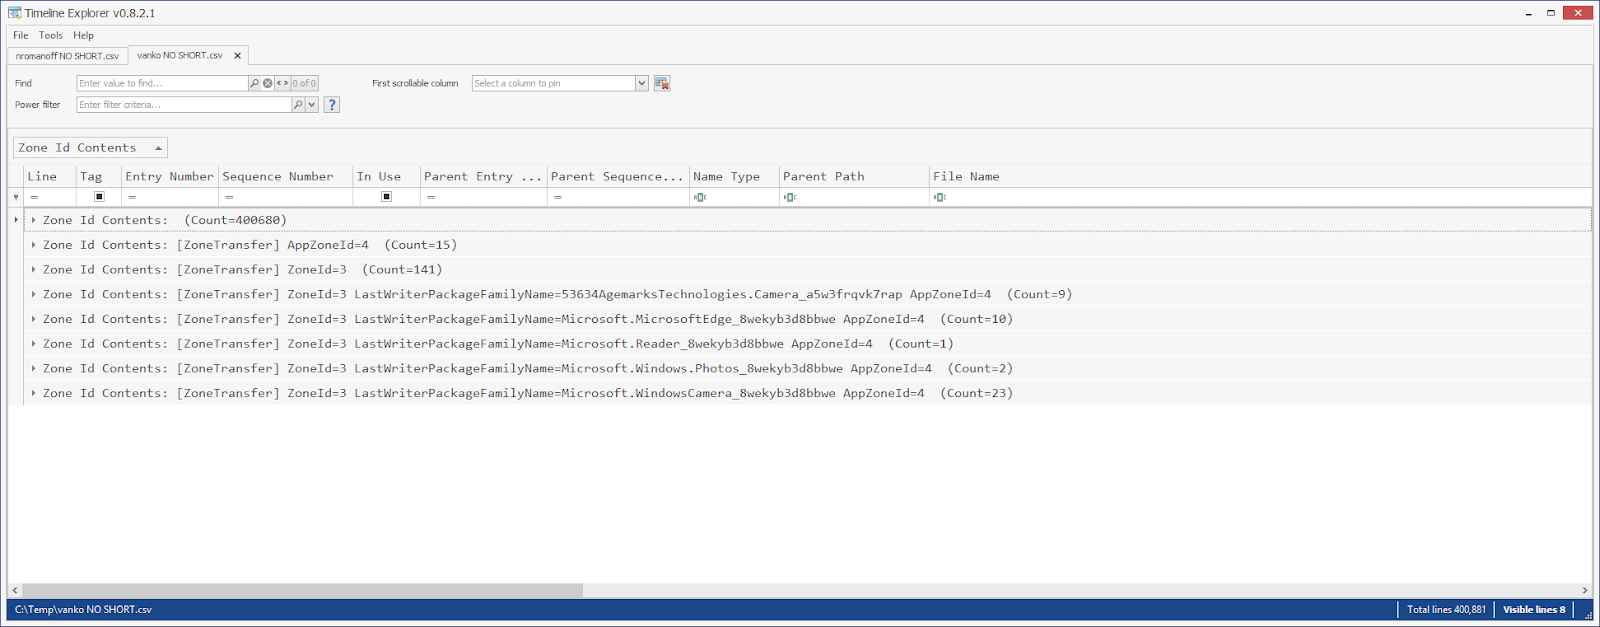 Timeline Explorer v0.8.2.1
File Tools Help
nromanoff NO SHORT.csv vanko NO SHORT.csv
Find Enter value to find... 0 of 0 First scrollable column Select a column to pin
Power filter Enter filter criteria... ?
Zone Id Contents
Line Tag Entry Number Sequence Number In Use Parent Entry ... Parent Sequence... Name Type Parent Path File Name
= = = = =
Zone Id Contents: (Count=400680)
Zone Id Contents: [ZoneTransfer] AppZoneId=4 (Count=15)
Zone Id Contents: [ZoneTransfer] ZoneId=3 (Count=141)
Zone Id Contents: [ZoneTransfer] ZoneId=3 LastWriterPackageFamilyName=53634AgemarksTechnologies.Camera_a5w3frqvk7rap AppZoneId=4 (Count=9)
Zone Id Contents: [ZoneTransfer] ZoneId=3 LastWriterPackageFamilyName=Microsoft.MicrosoftEdge_8wekyb3d8bbwe AppZoneId=4 (Count=10)
Zone Id Contents: [ZoneTransfer] ZoneId=3 LastWriterPackageFamilyName=Microsoft.Reader_8wekyb3d8bbwe AppZoneId=4 (Count=1)
Zone Id Contents: [ZoneTransfer] ZoneId=3 LastWriterPackageFamilyName=Microsoft.Windows.Photos_8wekyb3d8bbwe AppZoneId=4 (Count=2)
Zone Id Contents: [ZoneTransfer] ZoneId=3 LastWriterPackageFamilyName=Microsoft.WindowsCamera_8wekyb3d8bbwe AppZoneId=4 (Count=23)
C:\Temp\vanko NO SHORT.csv Total lines 400,881 Visible lines 8